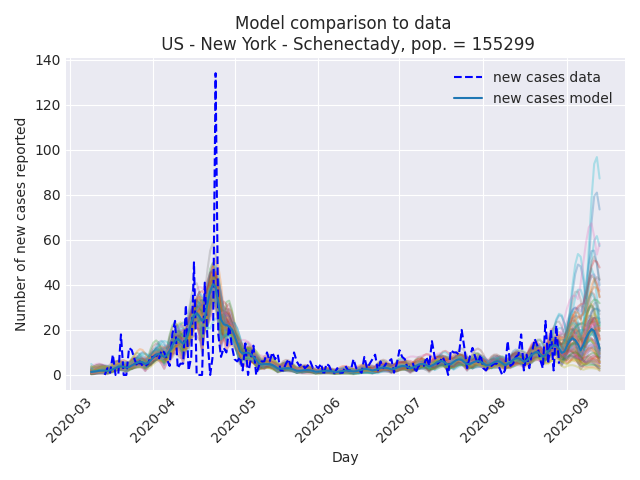 Model comparison to data
US - New York - Schenectady, pop. = 155299
new cases data
new cases model
Number of new cases reported
140
120
100
80
60
40
20
0
2020-03
2020-04
2020-05
2020-06
2020-07
2020-08
2020-09
Day